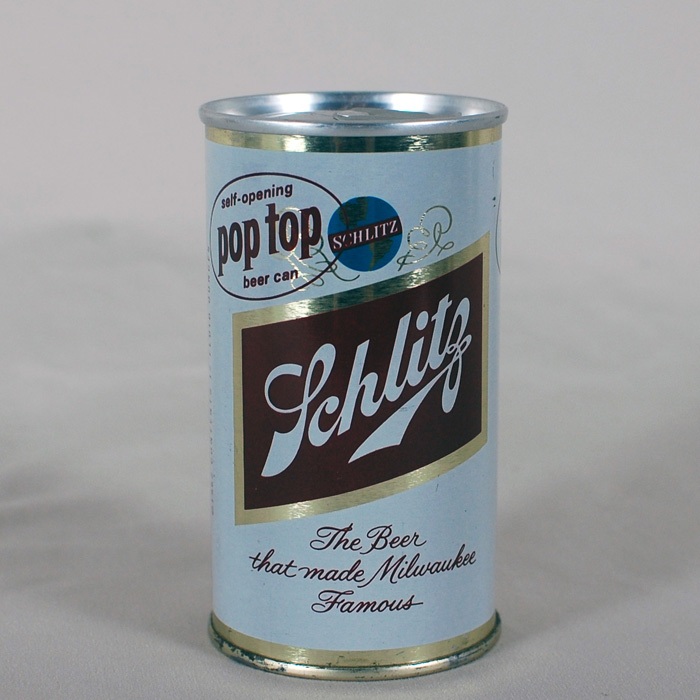 self-opening
pop top
beer can
SCHLITZ
Schlitz
The Beer
that made Milwaukee
Famous